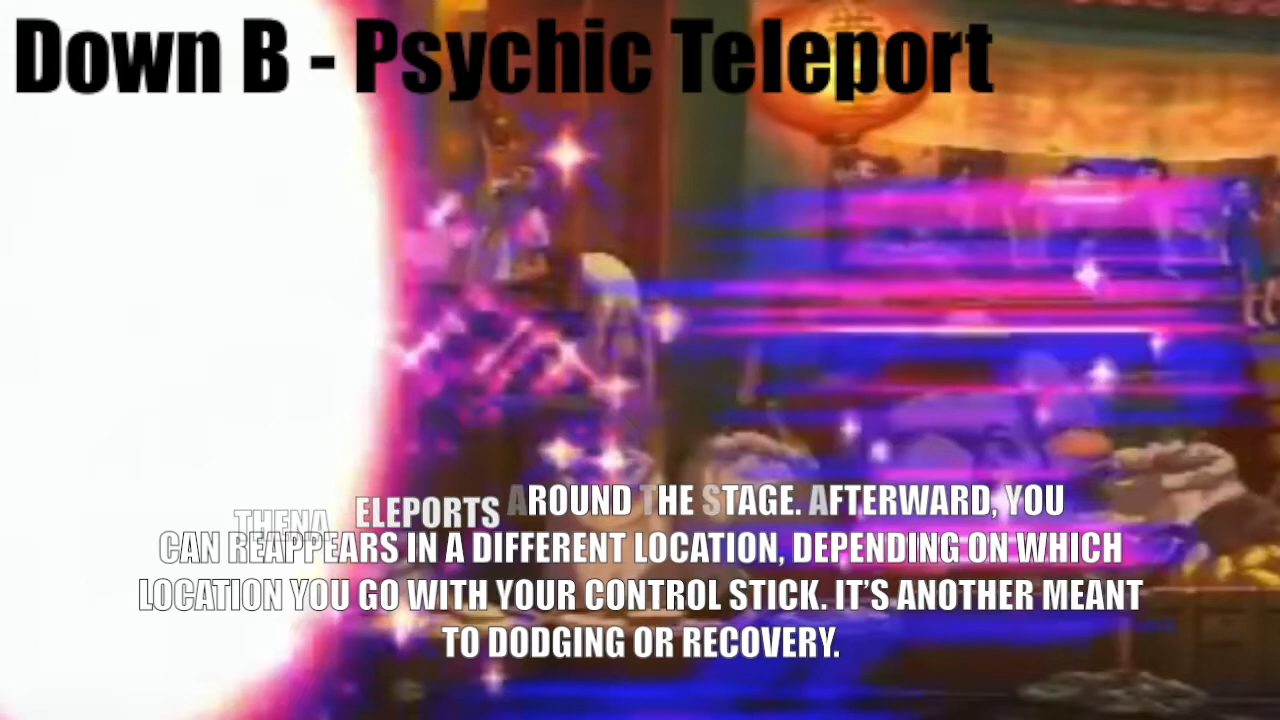 Down B - Psychic Teleport
THENA ELEPORTS AROUND THE STAGE. AFTERWARD, YOU
CAN REAPPEARS IN A DIFFERENT LOCATION, DEPENDING ON WHICH
LOCATION YOU GO WITH YOUR CONTROL STICK. IT'S ANOTHER MEANT
TO DODGING OR RECOVERY.